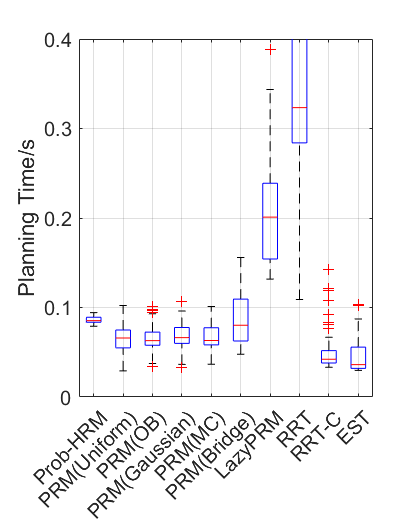 Planning Time/s
0.4
0.3
0.2
0.1
0
Prob-HRM
PRM(Uniform)
PRM(OB)
PRM(Gaussian)
PRM(MC)
PRM(Bridge)
LazyPRM
RRT
RRT-C
EST